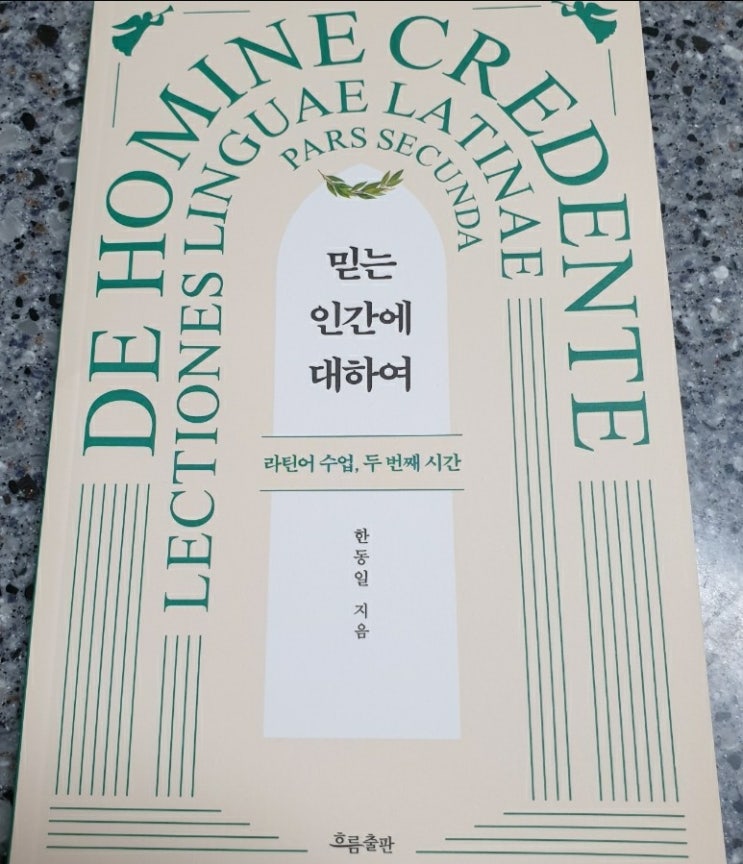 DE HOMINE CREDENTE
LECTIONES LINGUAE LATINAE
PARS SECUNDA
믿는
인간에
대하여
라틴어 수업, 두 번째 시간
한동일 지음
흐름출판